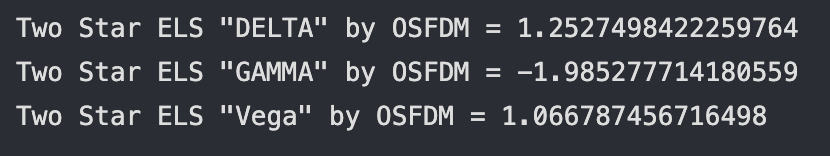 Two Star ELS "DELTA" by OSFDM = 1.2527498422259764
Two Star ELS "GAMMA" by OSFDM = -1.985277714180559
Two Star ELS "Vega" by OSFDM = 1.066787456716498